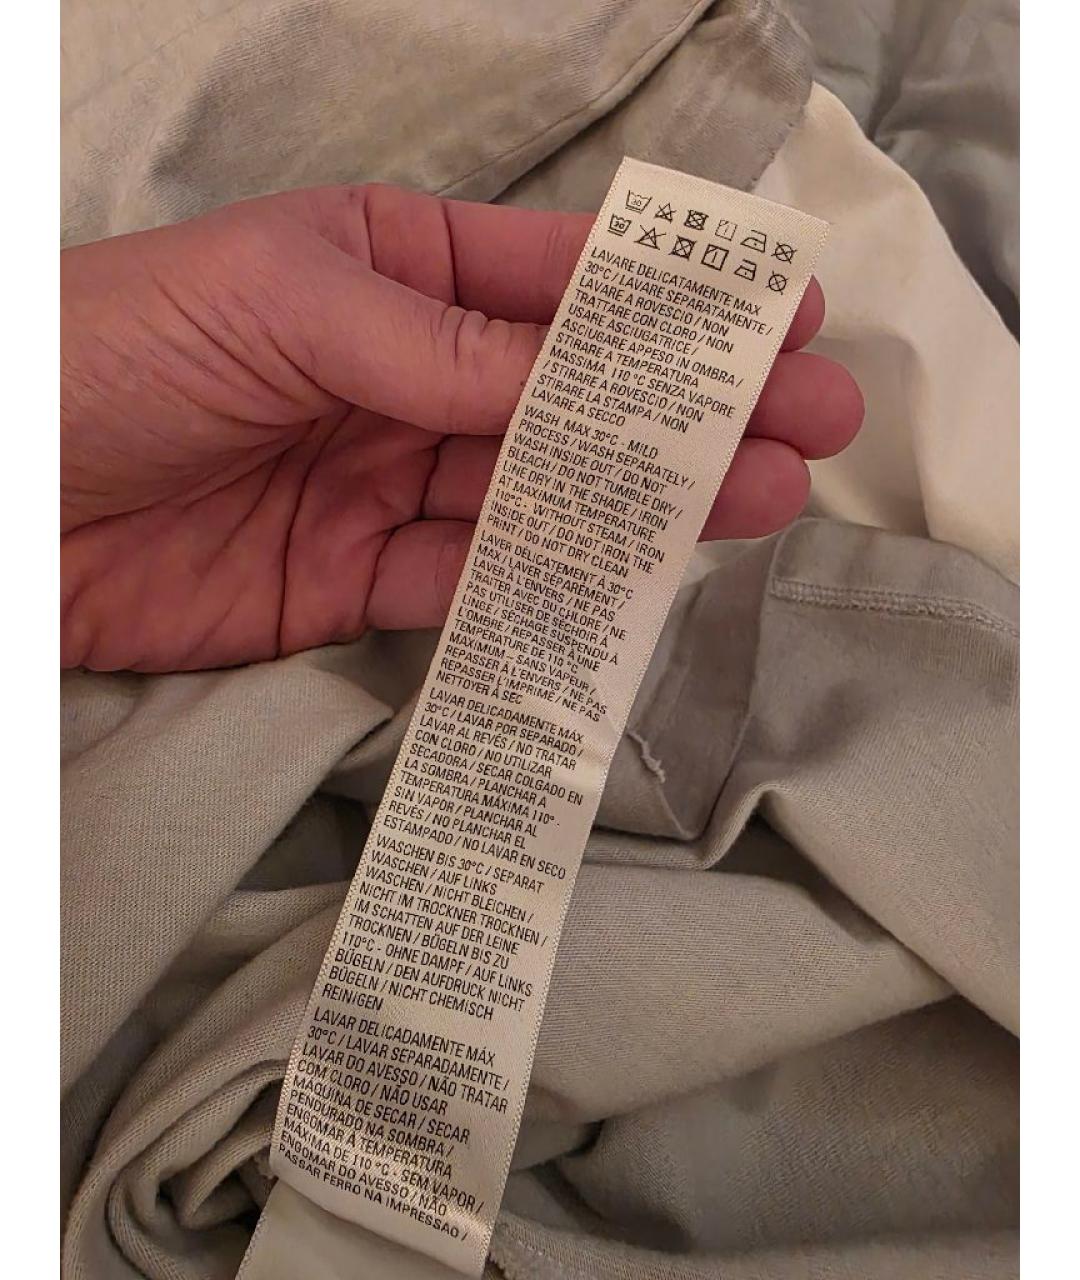 30
30
LAVARE DELICATAMENTE MAX
30°C / LAVARE SEPARATAMENTE /
LAVARE A ROVESCIO / NON
TRATTARE CON CLORO / NON
USARE ASCIUGATRICE /
ASCIUGARE APPESO IN OMBRA /
STIRARE A TEMPERATURA
MASSIMA 110 °C SENZA VAPORE
/ STIRARE A ROVESCIO / NON
STIRARE LA STAMPA / NON
LAVARE A SECCO
WASH MAX 30°C - MILD
PROCESS / WASH SEPARATELY /
WASH INSIDE OUT / DO NOT
BLEACH / DO NOT TUMBLE DRY /
LINE DRY IN THE SHADE / IRON
AT MAXIMUM TEMPERATURE
110°C - WITHOUT STEAM / IRON
INSIDE OUT / DO NOT IRON THE
PRINT / DO NOT DRY CLEAN
LAVER DÉLICATEMENT À 30°C
MAX / LAVER SÉPARÉMENT /
LAVER À L'ENVERS / NE PAS
TRAITER AVEC DU CHLORE / NE
PAS UTILISER DE SÉCHOIR À
LINGE / SÉCHAGE SUSPENDU À
L'OMBRE / REPASSER À UNE
TEMPÉRATURE DE 110 °C
MAXIMUM - SANS VAPEUR /
REPASSER À L'ENVERS / NE PAS
REPASSER L'IMPRIMÉ / NE PAS
NETTOYER À SEC
LAVAR DELICADAMENTE MÁX
30°C / LAVAR POR SEPARADO /
LAVAR AL REVÉS / NO TRATAR
CON CLORO / NO UTILIZAR
SECADORA / SECAR COLGADO EN
LA SOMBRA / PLANCHAR A
TEMPERATURA MÁXIMA 110° -
SIN VAPOR / PLANCHAR AL
REVÉS / NO PLANCHAR EL
ESTAMPADO / NO LAVAR EN SECO
WASCHEN BIS 30°C / SEPARAT
WASCHEN / AUF LINKS
WASCHEN / NICHT BLEICHEN /
NICHT IM TROCKNER TROCKNEN /
IM SCHATTEN AUF DER LEINE
TROCKNEN / BÜGELN BIS ZU
110°C - OHNE DAMPF / AUF LINKS
BÜGELN / DEN AUFDRUCK NICHT
BÜGELN / NICHT CHEMISCH
REINIGEN
LAVAR DELICADAMENTE MÁX
30°C / LAVAR SEPARADAMENTE /
LAVAR DO AVESSO / NÃO TRATAR
COM CLORO / NÃO USAR
MÁQUINA DE SECAR / SECAR
PENDURADO NA SOMBRA /
ENGOMAR À TEMPERATURA
MÁXIMA DE 110 °C - SEM VAPOR /
ENGOMAR DO AVESSO / NÃO
PASSAR FERRO NA IMPRESSÃO /